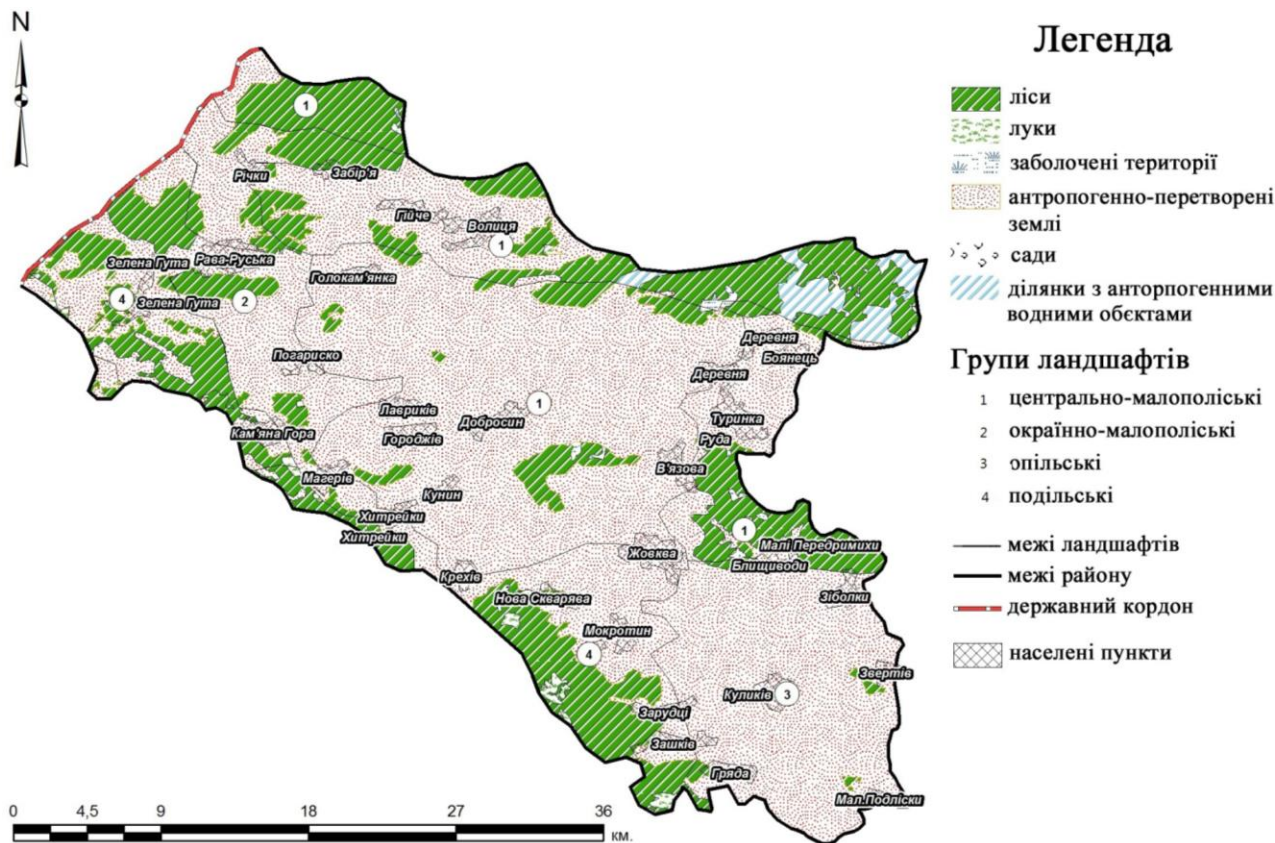 N
Легенда
ліси
луки
заболочені території
антропогенно-перетворені
землі
сади
ділянки з анторпогенними
водними обєктами
Групи ландшафтів
1 центрально-малополіські
2 окраїнно-малополіські
3 опільські
4 подільські
межі ландшафтів
межі району
державний кордон
населені пункти
1
Річки
Забір'я
Гійче
Волиця
1
Зелена Гута
Рава-Руська
Голокам'янка
4
Зелена Гута
2
Деревня
Боянець
Погариско
Деревня
Лавриків
Добросин
1
Туринка
Кам'яна Гора
Городжів
Руда
Магерів
Кунин
В'язова
Хитрейки
Хитрейки
1
Жовква
Малі Передримихи
Блищиводи
Крехів
Зіболки
Нова Скварява
Мокротин
4
Звертів
Куликів
3
Зарудці
Зашків
Гряда
Мал.Подліски
0 4,5 9 18 27 36
км.